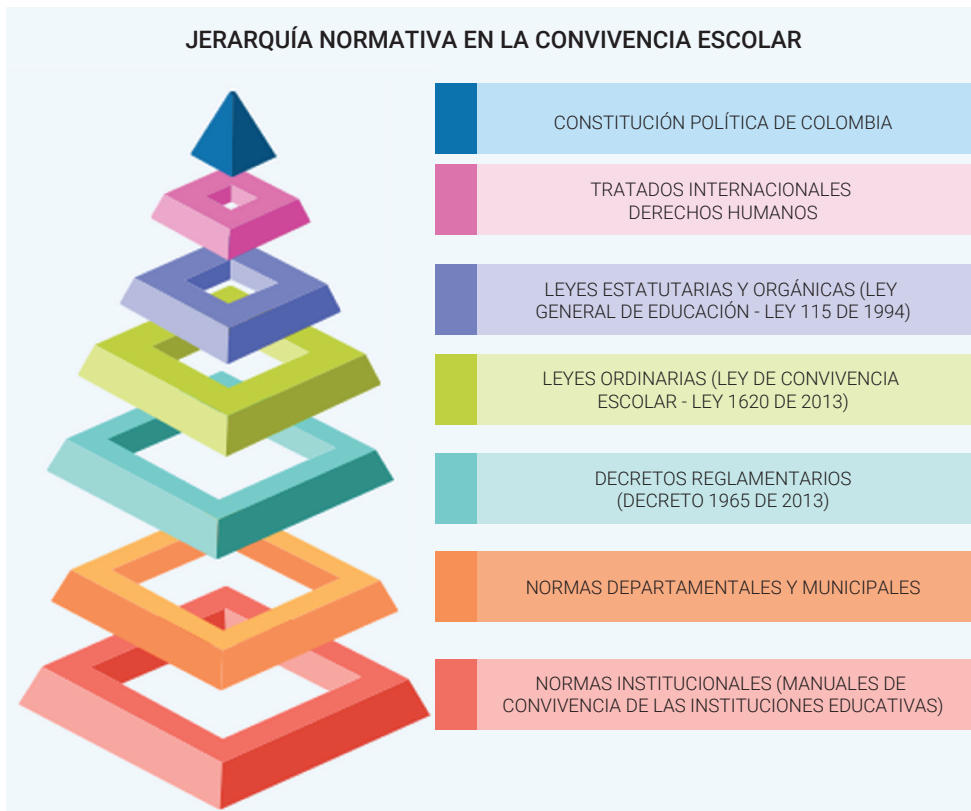 JERARQUÍA NORMATIVA EN LA CONVIVENCIA ESCOLAR
CONSTITUCIÓN POLÍTICA DE COLOMBIA
TRATADOS INTERNACIONALES
DERECHOS HUMANOS
LEYES ESTATUTARIAS Y ORGÁNICAS (LEY
GENERAL DE EDUCACIÓN - LEY 115 DE 1994)
LEYES ORDINARIAS (LEY DE CONVIVENCIA
ESCOLAR - LEY 1620 DE 2013)
DECRETOS REGLAMENTARIOS
(DECRETO 1965 DE 2013)
NORMAS DEPARTAMENTALES Y MUNICIPALES
NORMAS INSTITUCIONALES (MANUALES DE
CONVIVENCIA DE LAS INSTITUCIONES EDUCATIVAS)